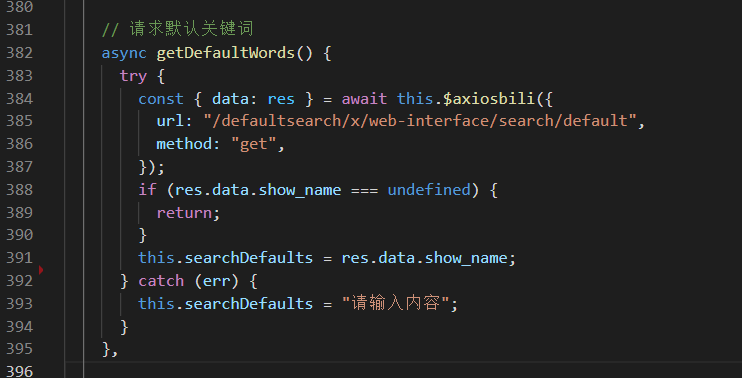 380
381 // 请求默认关键词
382 async getDefaultWords() {
383 try {
384 const { data: res } = await this.$axiosbili({
385 url: "/defaultsearch/x/web-interface/search/default",
386 method: "get",
387 });
388 if (res.data.show_name === undefined) {
389 return;
390 }
391 this.searchDefaults = res.data.show_name;
392 } catch (err) {
393 this.searchDefaults = "请输入内容";
394 }
395 },
396